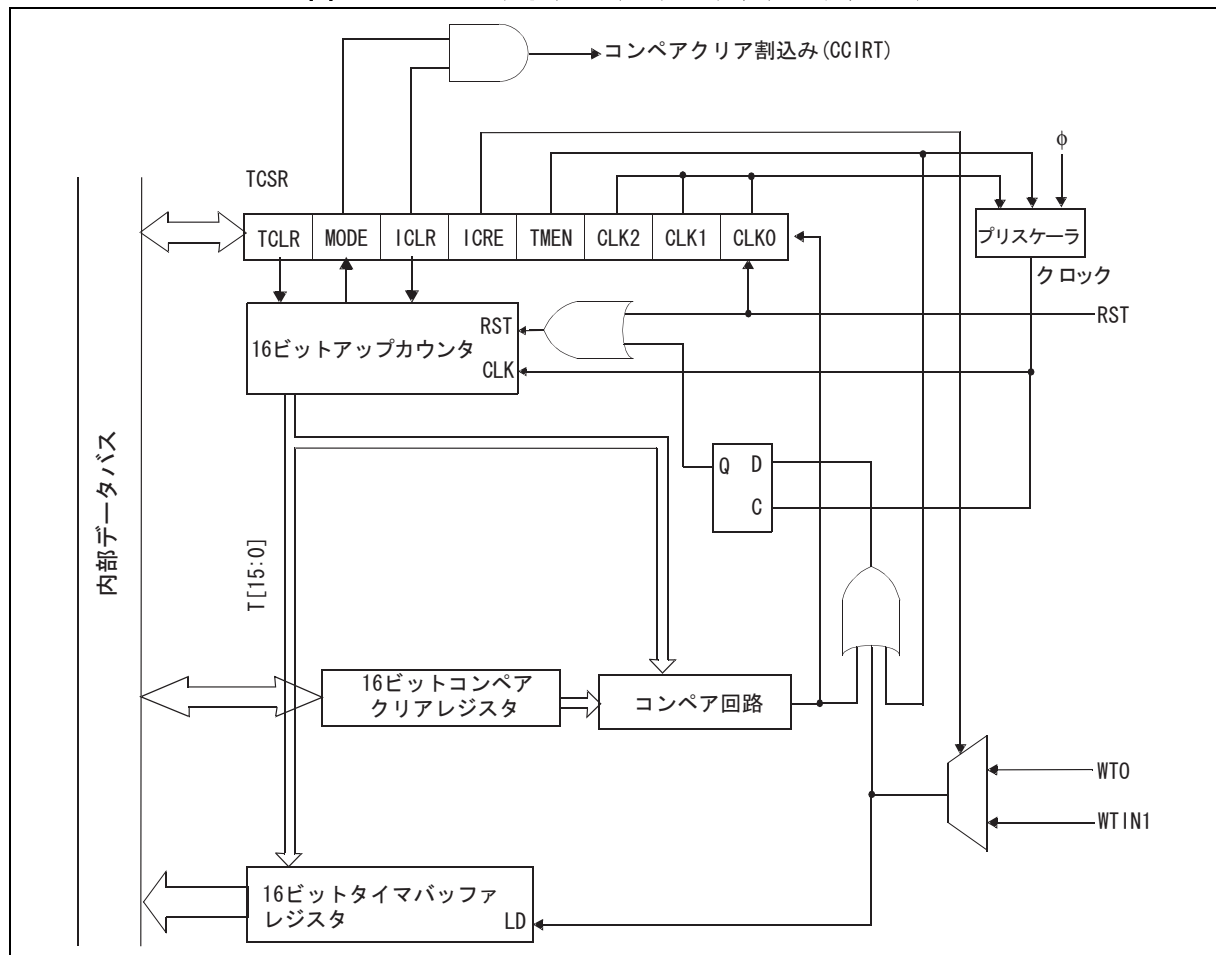 コンペアクリア割込み(CCIRT)
φ
TCSR
TCLR MODE ICLR ICRE TMEN CLK2 CLK1 CLK0
プリスケーラ
クロック
RST
RST
16ビットアップカウンタ
CLK
Q D
C
内部データバス
T[15:0]
16ビットコンペア
クリアレジスタ
コンペア回路
WTO
WTIN1
16ビットタイマバッファ
レジスタ
LD